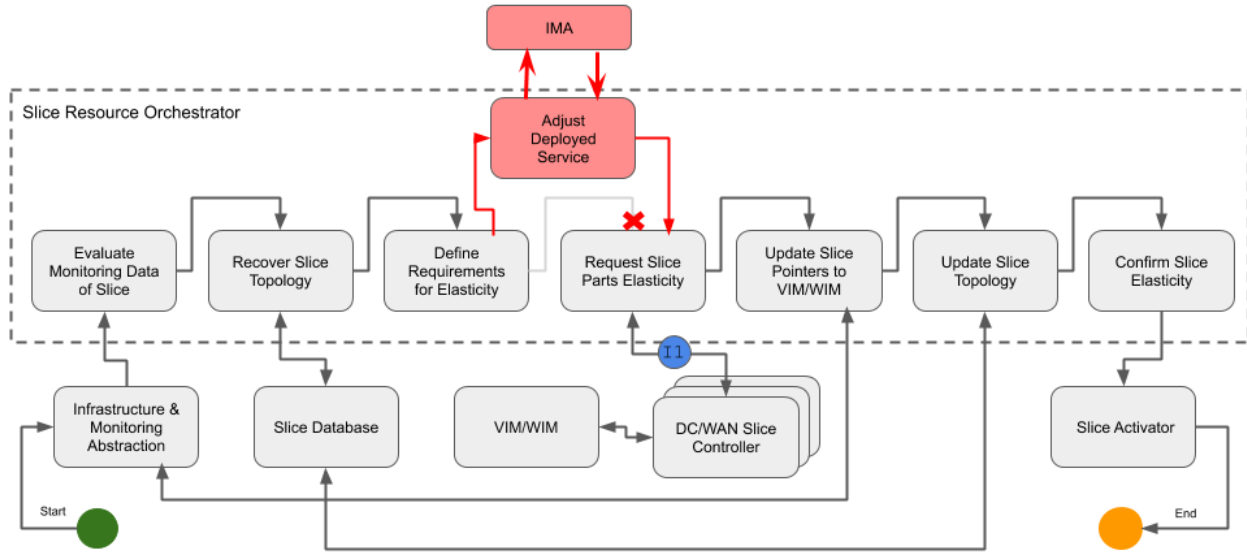 IMA
Slice Resource Orchestrator
Adjust
Deployed
Service
Evaluate
Monitoring Data
of Slice
Recover Slice
Topology
Define
Requirements
for Elasticity
Request Slice
Parts Elasticity
Update Slice
Pointers to
VIM/WIM
Update Slice
Topology
Confirm Slice
Elasticity
I1
Infrastructure &
Monitoring
Abstraction
Slice Database
VIM/WIM
DC/WAN Slice
Controller
Slice Activator
Start
End